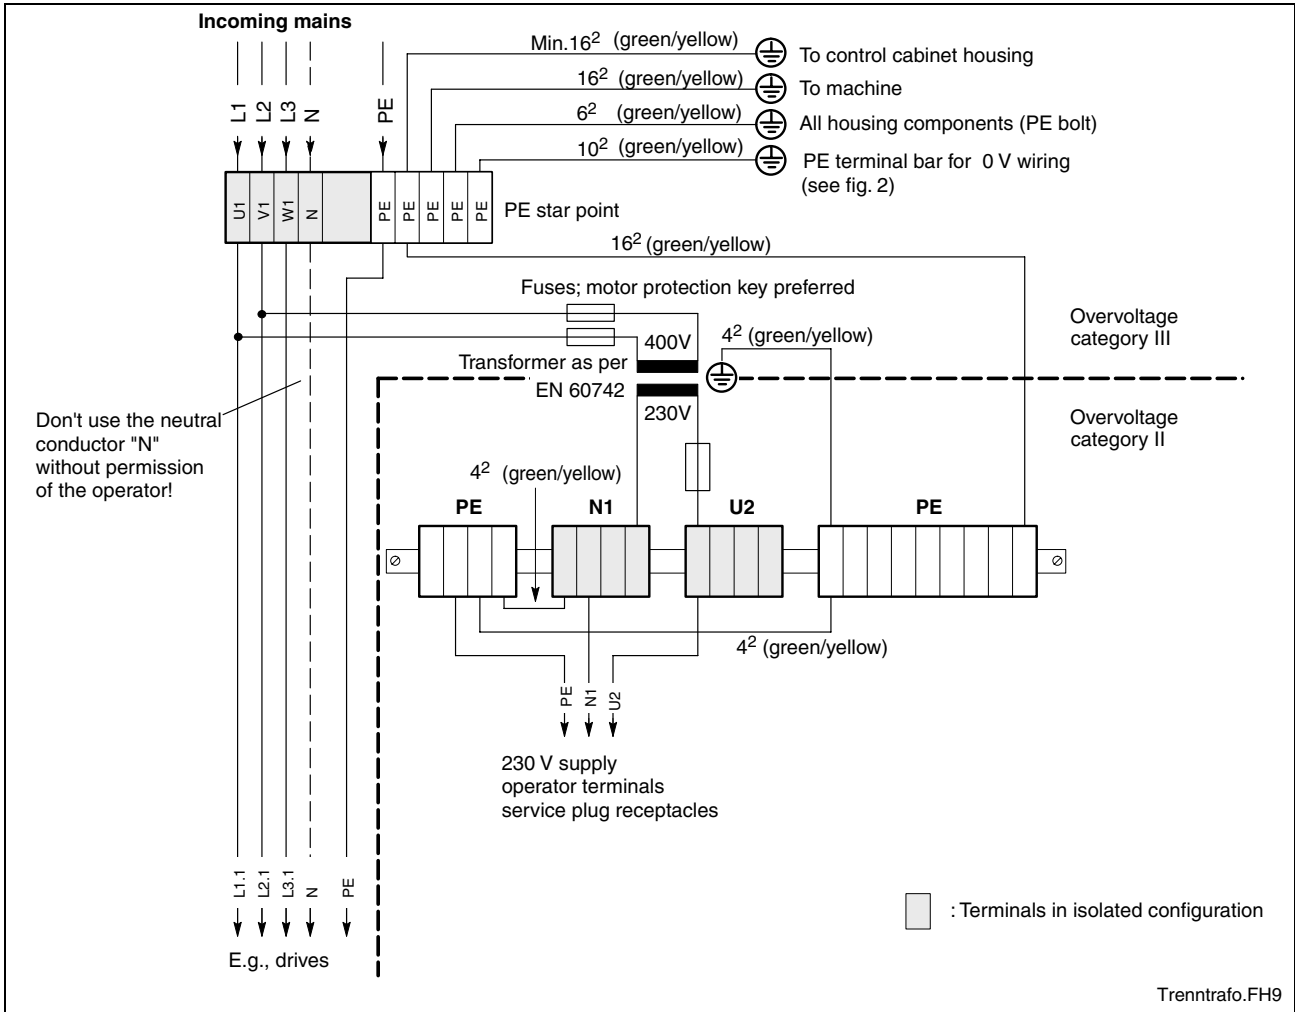 Incoming mains
L1
L2
L3
N
PE
Min.16² (green/yellow)
To control cabinet housing
16² (green/yellow)
To machine
6² (green/yellow)
All housing components (PE bolt)
10² (green/yellow)
PE terminal bar for 0 V wiring
(see fig. 2)
U1
V1
W1
N
PE
PE
PE
PE
PE
PE star point
16² (green/yellow)
Fuses; motor protection key preferred
400V
4² (green/yellow)
Overvoltage
category III
Transformer as per
EN 60742
230V
Overvoltage
category II
Don't use the neutral
conductor "N"
without permission
of the operator!
4² (green/yellow)
PE
N1
U2
PE
4² (green/yellow)
PE
N1
U2
230 V supply
operator terminals
service plug receptacles
L1.1
L2.1
L3.1
N
PE
E.g., drives
: Terminals in isolated configuration
Trenntrafo.FH9